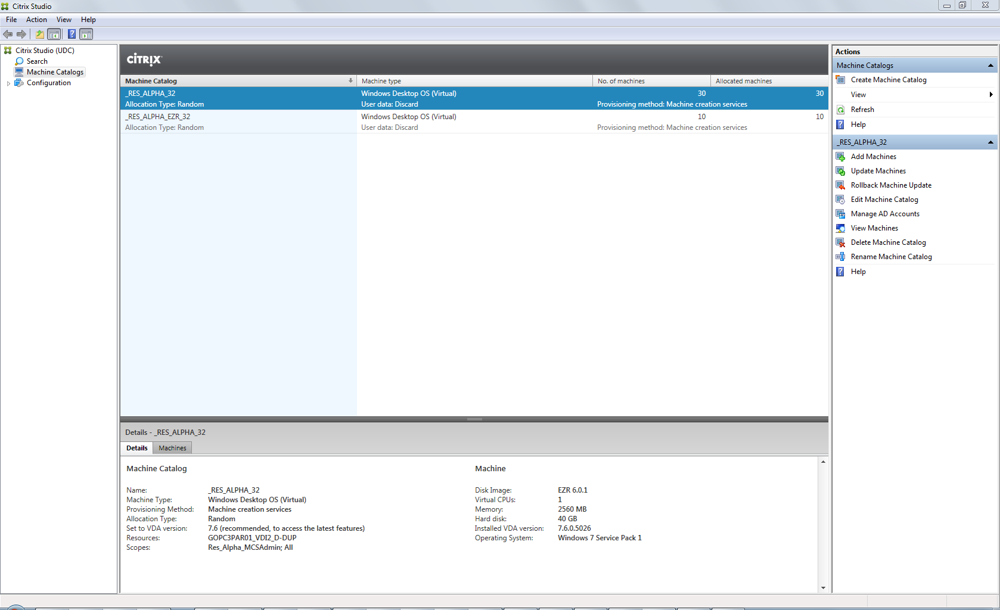 Citrix Studio
File Action View Help
Citrix Studio (UDC)
Search
Machine Catalogs
Configuration
CİTRIX
Machine Catalog Machine type No. of machines Allocated machines
_RES_ALPHA_32 Windows Desktop OS (Virtual) 30 30
Allocation Type: Random User data: Discard Provisioning method: Machine creation services
_RES_ALPHA_EZR_32 Windows Desktop OS (Virtual) 10 10
Allocation Type: Random User data: Discard Provisioning method: Machine creation services
Details - _RES_ALPHA_32
Details Machines
Machine Catalog
Name: _RES_ALPHA_32
Machine Type: Windows Desktop OS (Virtual)
Provisioning Method: Machine creation services
Allocation Type: Random
Set to VDA version: 7.6 (recommended, to access the latest features)
Resources: GOPC3PAR01_VDI2_D-DUP
Scopes: Res_Alpha_MCSAdmin; All
Machine
Disk Image: EZR 6.0.1
Virtual CPUs: 1
Memory: 2560 MB
Hard disk: 40 GB
Installed VDA version: 7.6.0.5026
Operating System: Windows 7 Service Pack 1
Actions
Machine Catalogs
Create Machine Catalog
View
Refresh
Help
_RES_ALPHA_32
Add Machines
Update Machines
Rollback Machine Update
Edit Machine Catalog
Manage AD Accounts
View Machines
Delete Machine Catalog
Rename Machine Catalog
Help